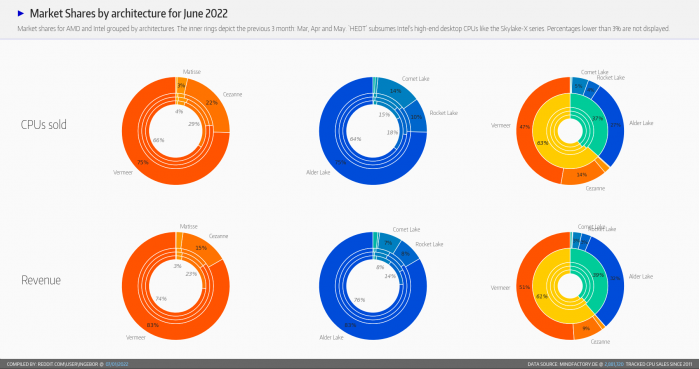 ► Market Shares by architecture for June 2022
Market shares for AMD and Intel grouped by architectures. The inner rings depict the previous 3 month: Mar, Apr and May. 'HEDT' subsumes Intel's high-end desktop CPUs like the Skylake-X series. Percentages lower than 3% are not displayed.
CPUs sold
Matisse
3%
Cezanne
22%
4%
29%
66%
75%
Vermeer
Comet Lake
14%
Rocket Lake
10%
15%
18%
64%
Alder Lake
Comet Lake
Rocket Lake
5%
Vermeer
47%
37%
Alder Lake
63%
14%
Cezanne
Revenue
Matisse
Cezanne
15%
3%
23%
74%
83%
Vermeer
Comet Lake
7%
Rocket Lake
8%
14%
76%
Alder Lake
Comet Lake
Rocket Lake
Vermeer
51%
39%
Alder Lake
61%
9%
Cezanne
COMPILED BY: REDDIT.COM/USER/INGEBOR @
DATA SOURCE: MINDFACTORY.DE @ TRACKED CPU SALES SINCE 2011